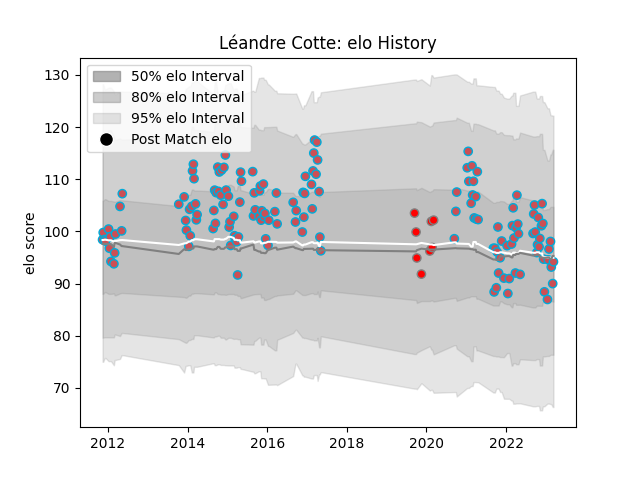 Léandre Cotte: elo History
50% elo Interval
80% elo Interval
95% elo Interval
Post Match elo
elo score
130
120
110
100
90
80
70
2012
2014
2016
2018
2020
2022